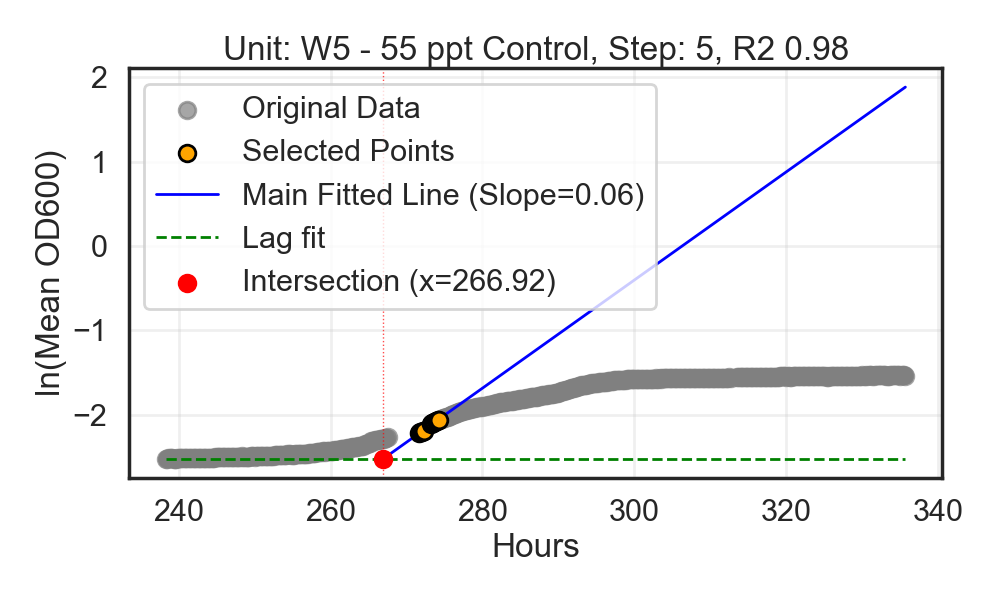 Unit: W5 - 55 ppt Control, Step: 5, R2 0.98
Original Data
Selected Points
Main Fitted Line (Slope=0.06)
Lag fit
Intersection (x=266.92)
ln(Mean OD600)
2
1
0
−1
−2
240 260 280 300 320 340
Hours